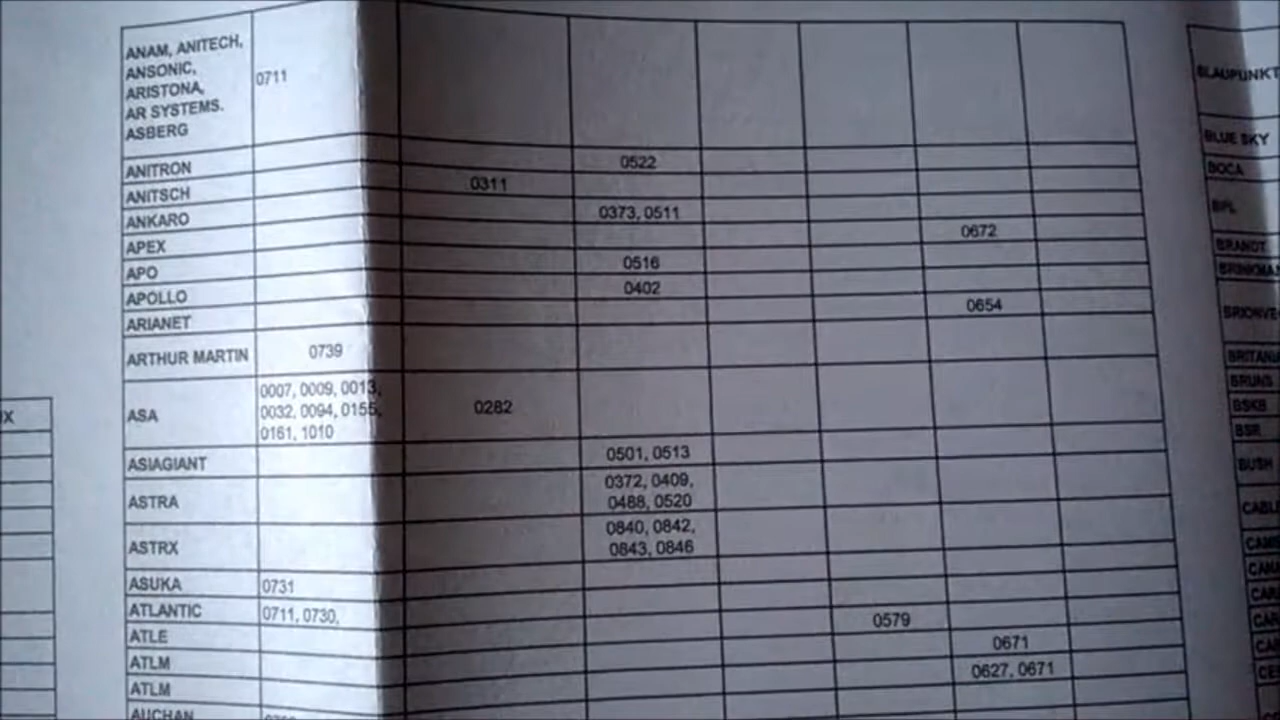 ANAM, ANITECH,
ANSONIC,
ARISTONA,
AR SYSTEMS.
ASBERG
0711
ANITRON 0522
ANITSCH 0311
ANKARO 0373, 0511
APEX 0672
APO 0516
APOLLO 0402
ARIANET 0654
ARTHUR MARTIN 0739
ASA
0007, 0009, 0013,
0032, 0094, 0155,
0161, 1010
0282
ASIAGIANT 0501, 0513
ASTRA
0372, 0409,
0488, 0520
ASTRX
0840, 0842,
0843, 0846
ASUKA 0731
ATLANTIC 0711, 0730,
ATLE 0579
ATLM 0671
ATLM 0627, 0671
AUCHAN
BLAUPUNKT
BLUE SKY
BOCA
BPL
BRANDT
BRUNS
BSKB
BSR
BUSH